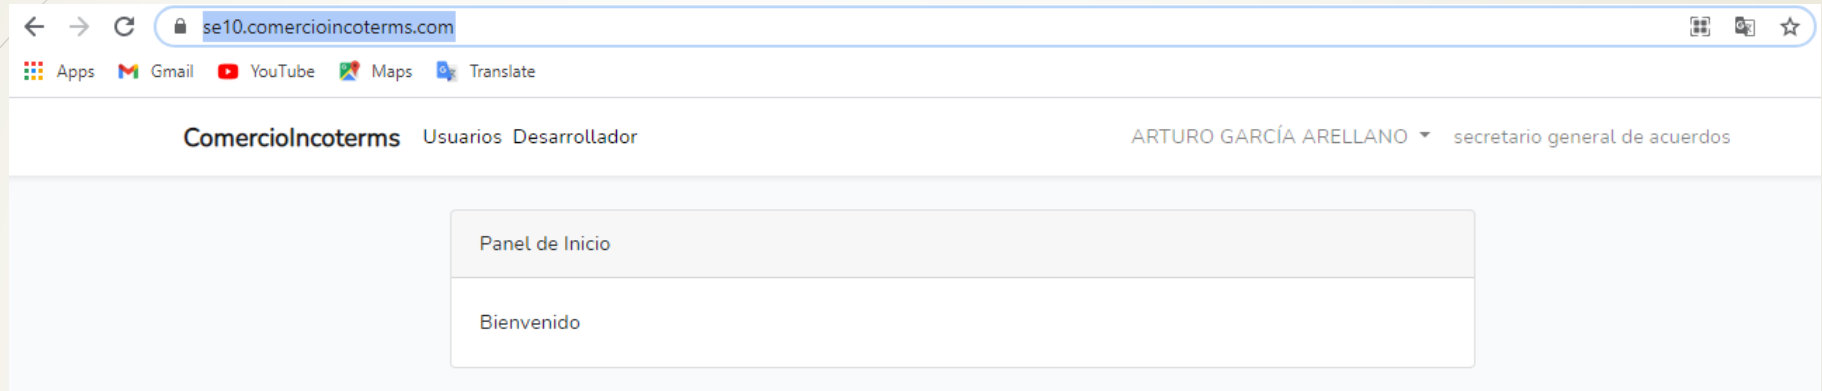 se10.comercioincoterms.com
Apps Gmail YouTube Maps Translate
ComercioIncoterms Usuarios Desarrollador ARTURO GARCÍA ARELLANO secretario general de acuerdos
Panel de Inicio
Bienvenido